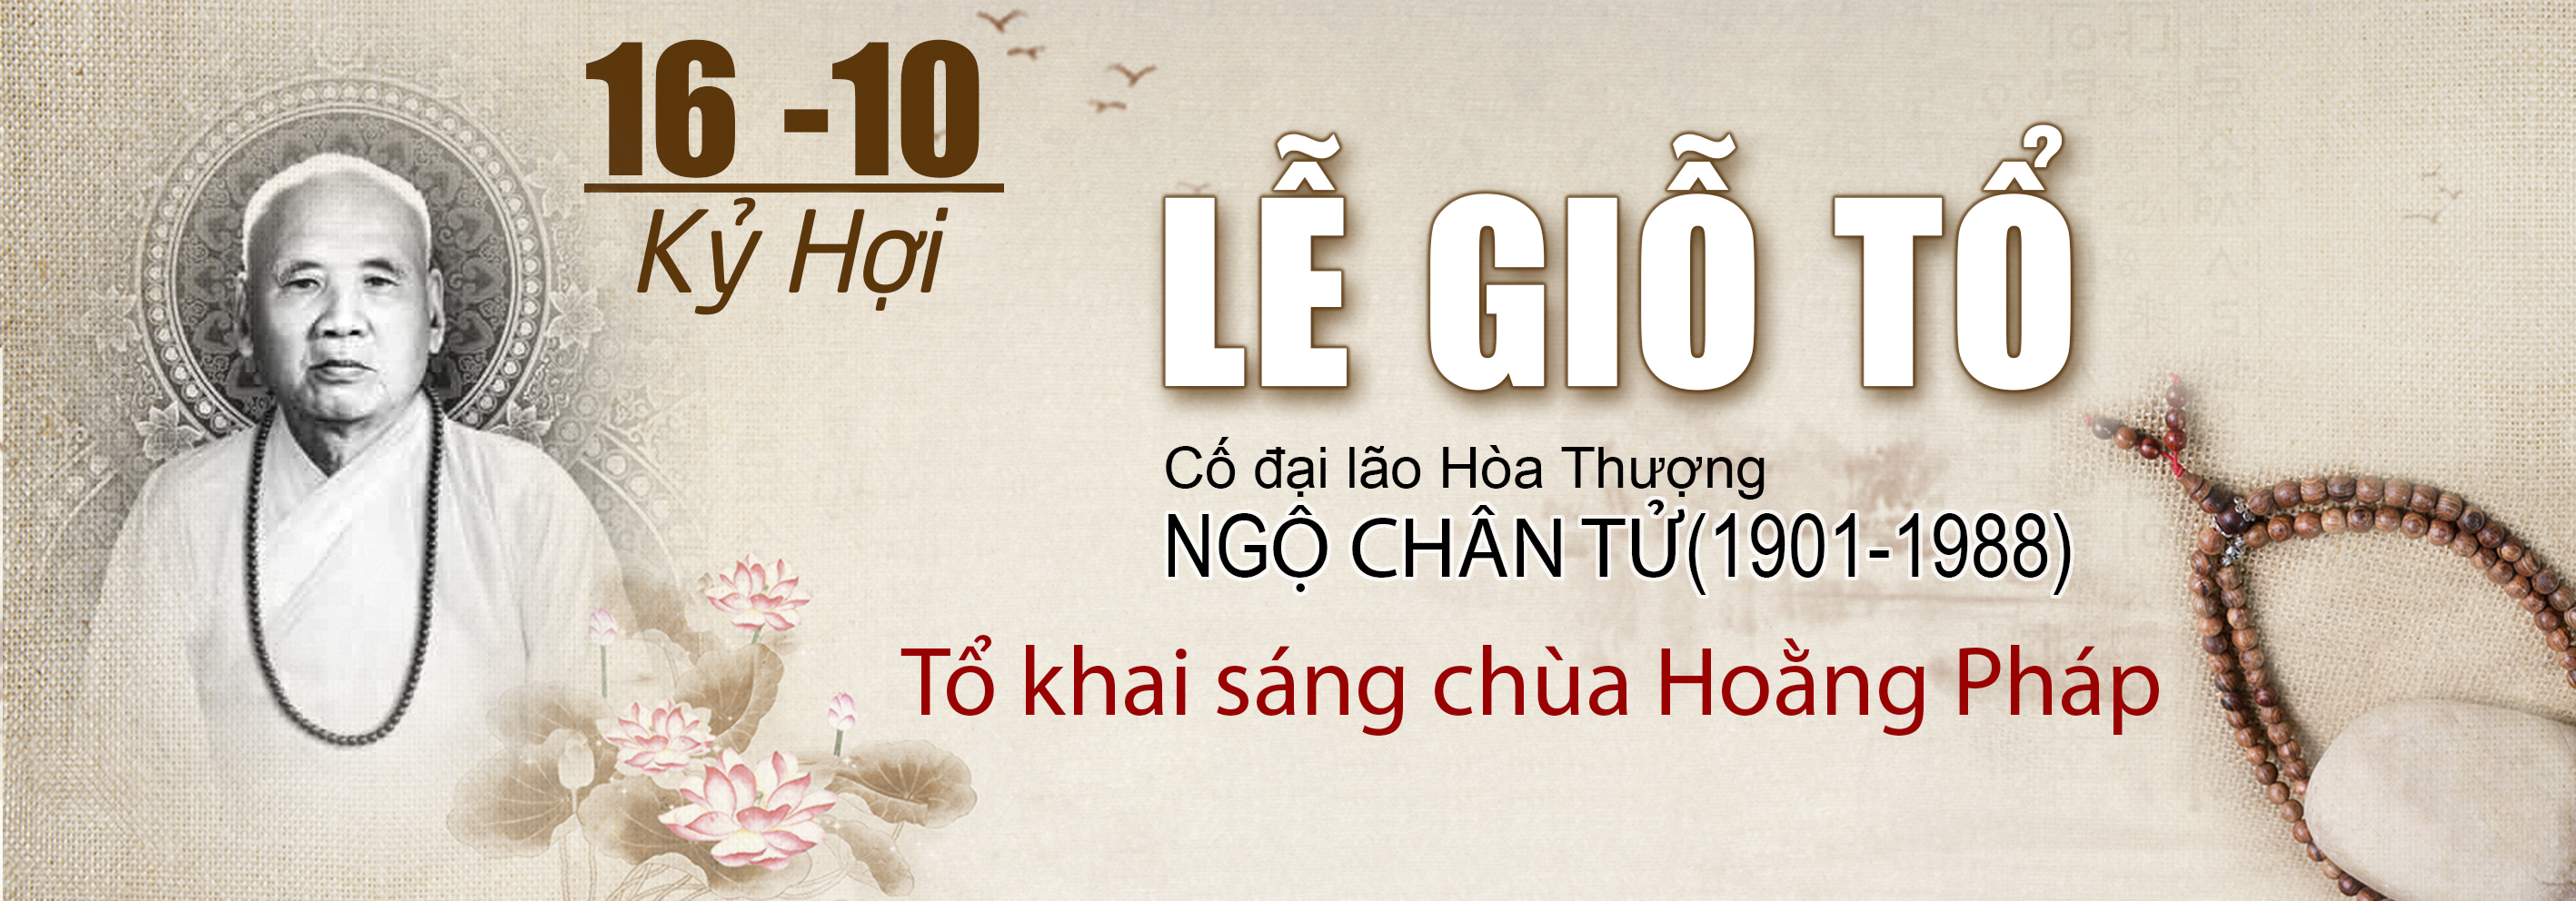 16 -10
Kỷ Hợi
LỄ GIỖ TỔ
Cố đại lão Hòa Thượng
NGỘ CHÂN TỬ(1901-1988)
Tổ khai sáng chùa Hoằng Pháp